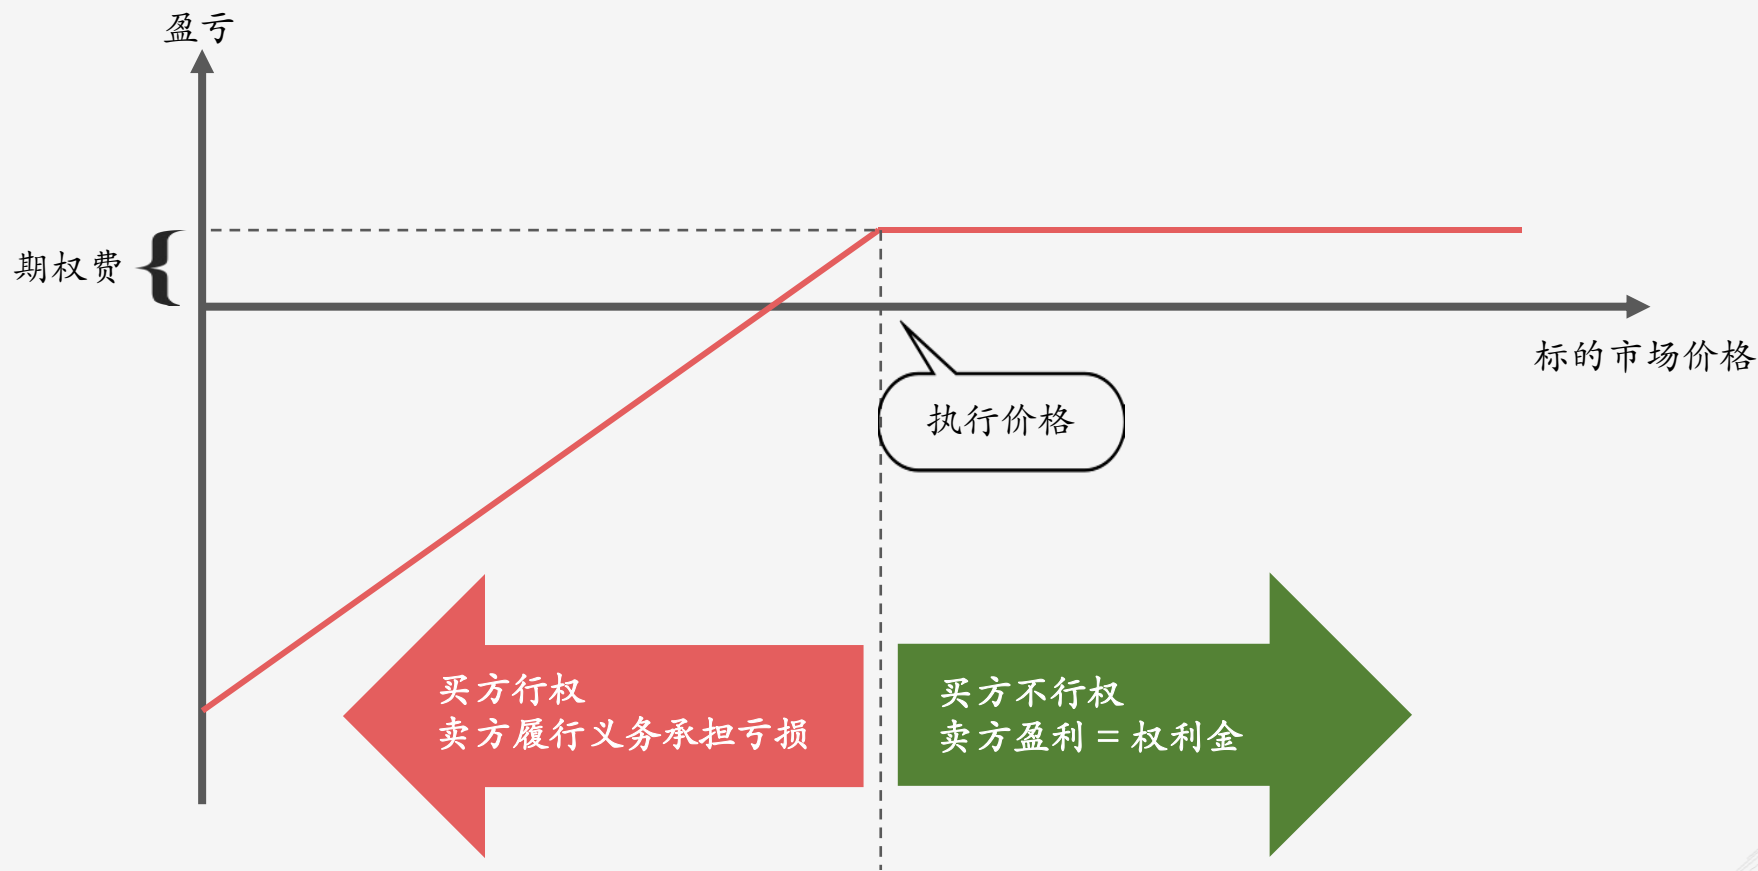 盈亏
期权费
标的市场价格
执行价格
买方行权
卖方履行义务承担亏损
买方不行权
卖方盈利 = 权利金